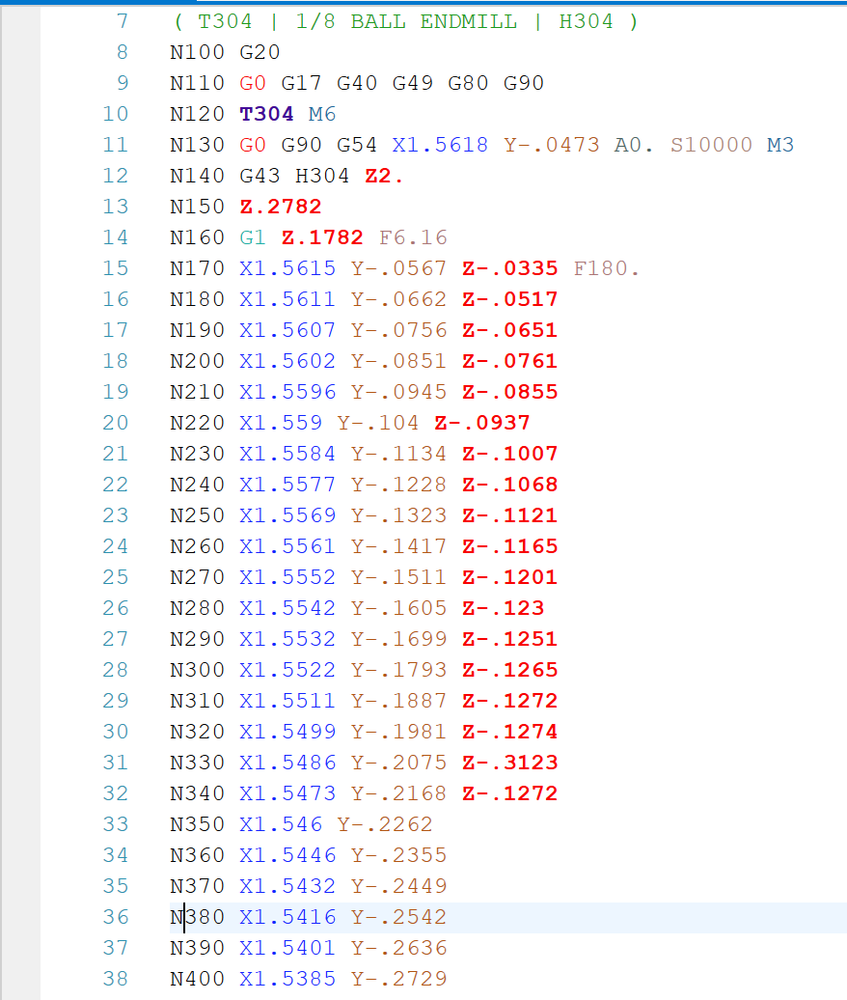 7 ( T304 | 1/8 BALL ENDMILL | H304 )
8 N100 G20
9 N110 G0 G17 G40 G49 G80 G90
10 N120 T304 M6
11 N130 G0 G90 G54 X1.5618 Y-.0473 A0. S10000 M3
12 N140 G43 H304 Z2.
13 N150 Z.2782
14 N160 G1 Z.1782 F6.16
15 N170 X1.5615 Y-.0567 Z-.0335 F180.
16 N180 X1.5611 Y-.0662 Z-.0517
17 N190 X1.5607 Y-.0756 Z-.0651
18 N200 X1.5602 Y-.0851 Z-.0761
19 N210 X1.5596 Y-.0945 Z-.0855
20 N220 X1.559 Y-.104 Z-.0937
21 N230 X1.5584 Y-.1134 Z-.1007
22 N240 X1.5577 Y-.1228 Z-.1068
23 N250 X1.5569 Y-.1323 Z-.1121
24 N260 X1.5561 Y-.1417 Z-.1165
25 N270 X1.5552 Y-.1511 Z-.1201
26 N280 X1.5542 Y-.1605 Z-.123
27 N290 X1.5532 Y-.1699 Z-.1251
28 N300 X1.5522 Y-.1793 Z-.1265
29 N310 X1.5511 Y-.1887 Z-.1272
30 N320 X1.5499 Y-.1981 Z-.1274
31 N330 X1.5486 Y-.2075 Z-.3123
32 N340 X1.5473 Y-.2168 Z-.1272
33 N350 X1.546 Y-.2262
34 N360 X1.5446 Y-.2355
35 N370 X1.5432 Y-.2449
36 N380 X1.5416 Y-.2542
37 N390 X1.5401 Y-.2636
38 N400 X1.5385 Y-.2729